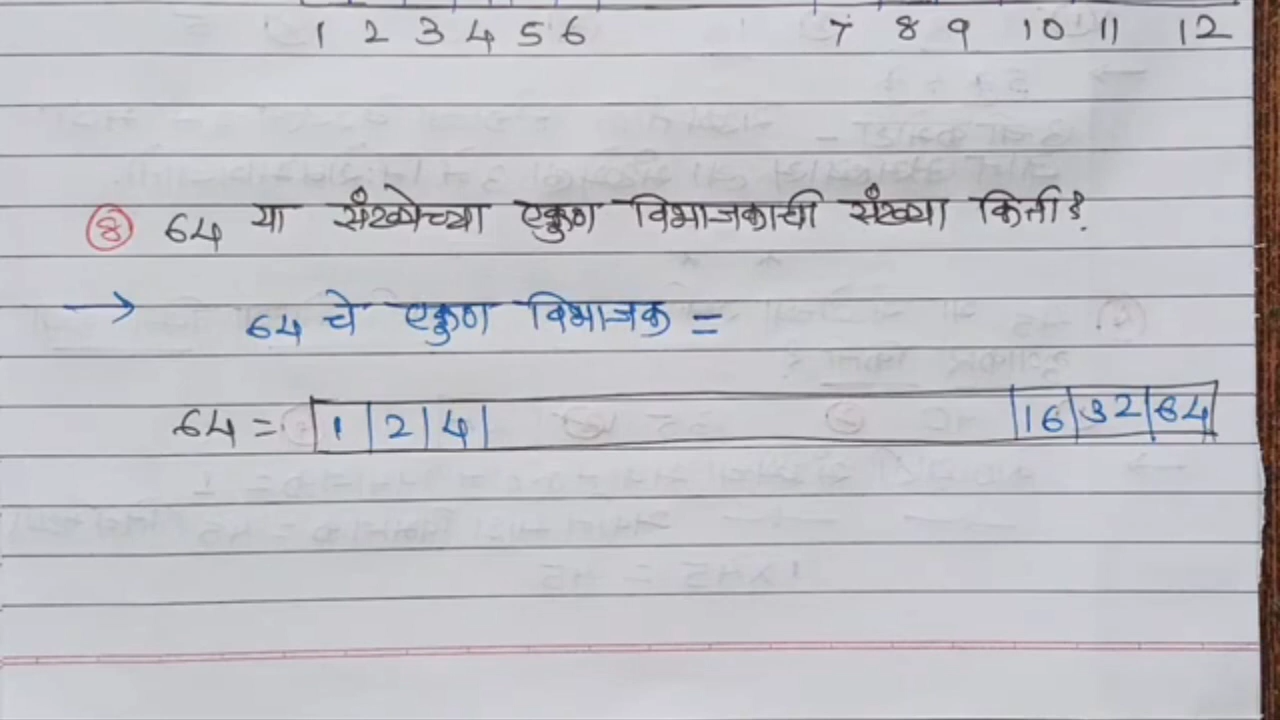 1 2 3 4 5 6 7 8 9 10 11 12
8 64 या संख्येच्या एकुण विभाजकाची संख्या किती?
→ 64 चे एकुण विभाजक =
64 = 1 2 4 16 32 64